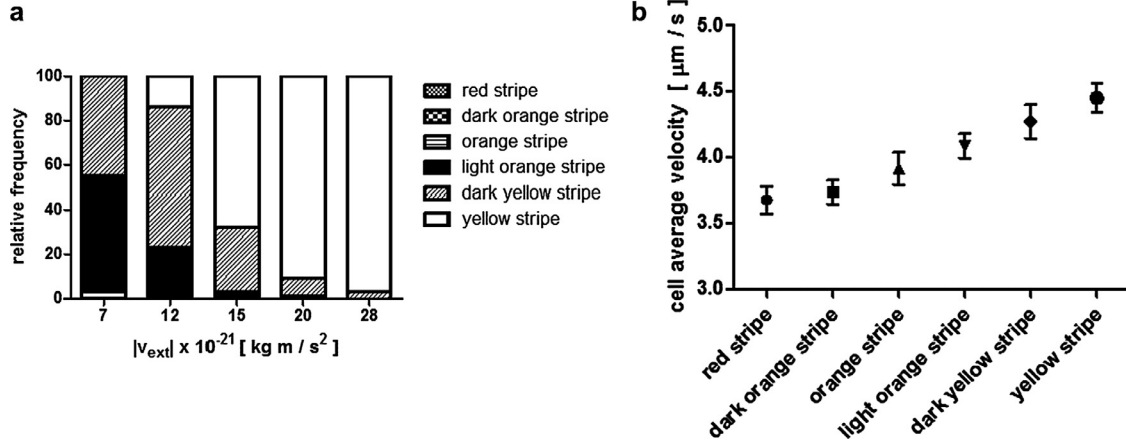 a
relative frequency
100
80
60
40
20
0
7 12 15 20 28
|v_ext| x 10^-21 [ kg m / s^2 ]
red stripe
dark orange stripe
orange stripe
light orange stripe
dark yellow stripe
yellow stripe
b
cell average velocity [ μm / s ]
5.0
4.5
4.0
3.5
3.0
red stripe
dark orange stripe
orange stripe
light orange stripe
dark yellow stripe
yellow stripe